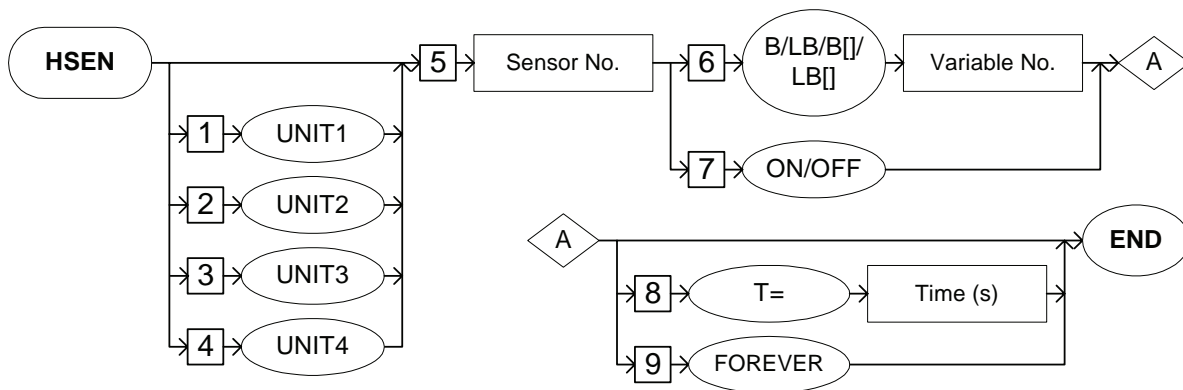 HSEN
5
Sensor No.
6
B/LB/B[]/
LB[]
Variable No.
A
1
UNIT1
7
ON/OFF
2
UNIT2
A
END
3
UNIT3
8
T=
Time (s)
4
UNIT4
9
FOREVER